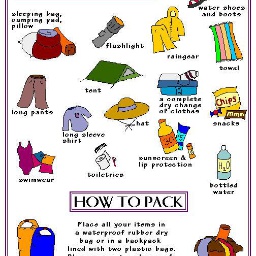 water shoes
and boots
sleeping bag,
camping pad,
pillow
flashlight
raingear
towel
tent
long pants
hat
a complete
dry change
of clothes
Chips
mmm
snacks
long sleeve
shirt
swimwear
toiletries
sunscreen &
lip protection
bottled
water
HOW TO PACK
Place all your items in
a waterproof rubber dry
bag or in a backpack
lined with two plastic bags.